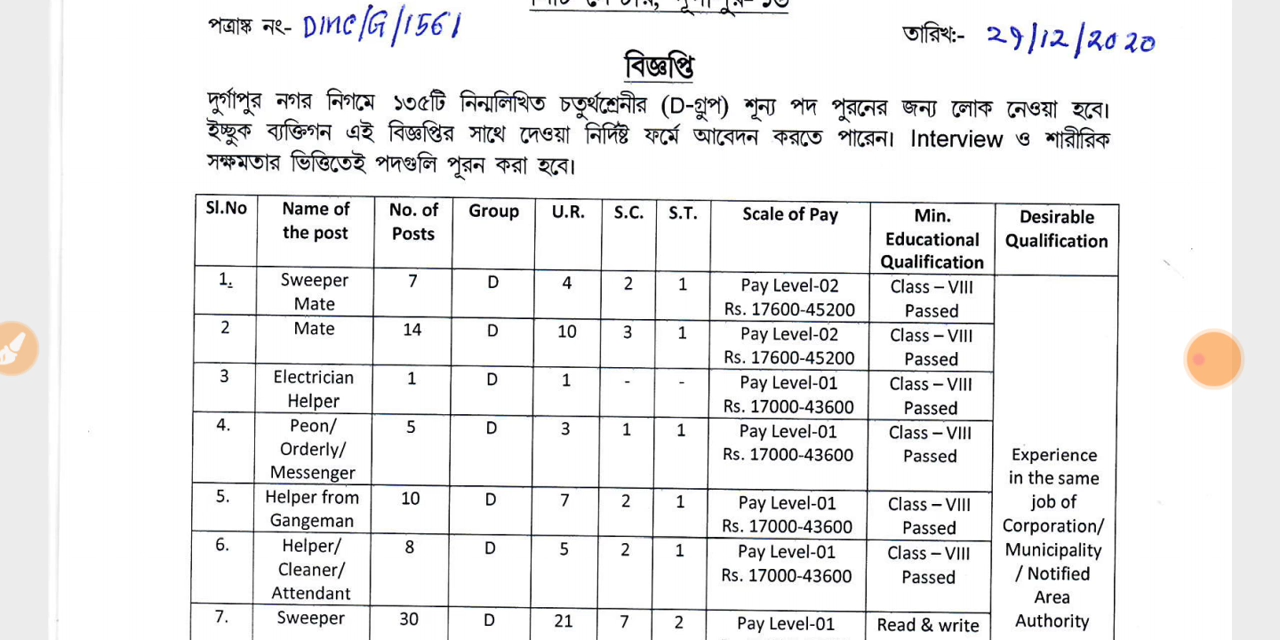 পত্রাঙ্ক নং- DMC/G/1561
তারিখ:- 29/12/2020
বিজ্ঞপ্তি
দুর্গাপুর নগর নিগমে ১৩৫টি নিন্মলিখিত চতুর্থশ্রেনীর (D-গ্রুপ) শূন্য পদ পুরনের জন্য লোক নেওয়া হবে।
ইচ্ছুক ব্যক্তিগন এই বিজ্ঞপ্তির সাথে দেওয়া নির্দিষ্ট ফর্মে আবেদন করতে পারেন। Interview ও শারীরিক
সক্ষমতার ভিত্তিতেই পদগুলি পূরন করা হবে।
Sl.No Name of No. of Group U.R. S.C. S.T. Scale of Pay Min. Desirable
the post Posts Educational Qualification
Qualification
1. Sweeper 7 D 4 2 1 Pay Level-02 Class – VIII
Mate Rs. 17600-45200 Passed
2 Mate 14 D 10 3 1 Pay Level-02 Class – VIII
Rs. 17600-45200 Passed
3 Electrician 1 D 1 - - Pay Level-01 Class – VIII
Helper Rs. 17000-43600 Passed
4. Peon/ 5 D 3 1 1 Pay Level-01 Class – VIII
Orderly/ Rs. 17000-43600 Passed Experience
Messenger in the same
5. Helper from 10 D 7 2 1 Pay Level-01 Class – VIII job of
Gangeman Rs. 17000-43600 Passed Corporation/
6. Helper/ 8 D 5 2 1 Pay Level-01 Class – VIII Municipality
Cleaner/ Rs. 17000-43600 Passed / Notified
Attendant Area
7. Sweeper 30 D 21 7 2 Pay Level-01 Read & write Authority